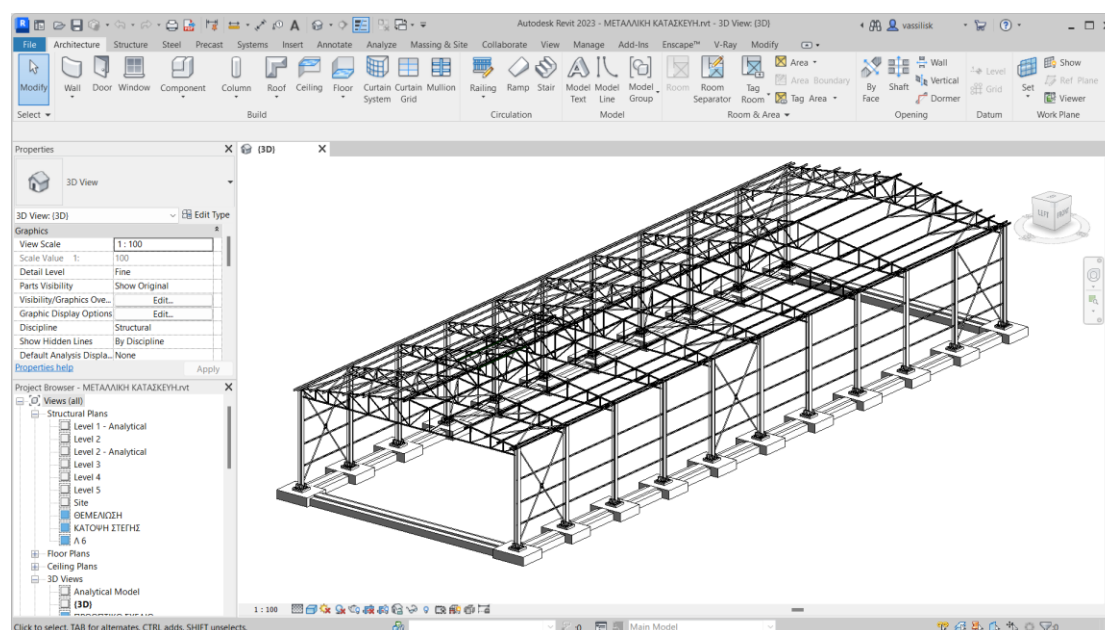 Autodesk Revit 2023 - ΜΕΤΑΛΛΙΚΗ ΚΑΤΑΣΚΕΥΗ.rvt - 3D View: {3D}
vassilisk
File Architecture Structure Steel Precast Systems Insert Annotate Analyze Massing & Site Collaborate View Manage Add-Ins Enscape™ V-Ray Modify
Modify
Wall Door Window Component Column Roof Ceiling Floor Curtain System Curtain Grid Mullion
Railing Ramp Stair
Model Text Model Line Model Group
Room Room Separator Tag Room
Area
Area Boundary
Tag Area
By Face Shaft
Wall
Vertical
Dormer
Level
Grid
Set
Show
Ref Plane
Viewer
Select Build Circulation Model Room & Area Opening Datum Work Plane
Properties X
{3D} X
3D View
3D View: {3D} Edit Type
Graphics
View Scale 1 : 100
Scale Value 1: 100
Detail Level Fine
Parts Visibility Show Original
Visibility/Graphics Ove... Edit...
Graphic Display Options Edit...
Discipline Structural
Show Hidden Lines By Discipline
Default Analysis Displa... None
Properties help Apply
Project Browser - ΜΕΤΑΛΛΙΚΗ ΚΑΤΑΣΚΕΥΗ.rvt X
Views (all)
Structural Plans
Level 1 - Analytical
Level 2
Level 2 - Analytical
Level 3
Level 4
Level 5
Site
ΘΕΜΕΛΙΩΣΗ
ΚΑΤΟΨΗ ΣΤΕΓΗΣ
Λ 6
Floor Plans
Ceiling Plans
3D Views
Analytical Model
{3D}
1 : 100
Click to select, TAB for alternates, CTRL adds, SHIFT unselects.
:0
Main Model
:0